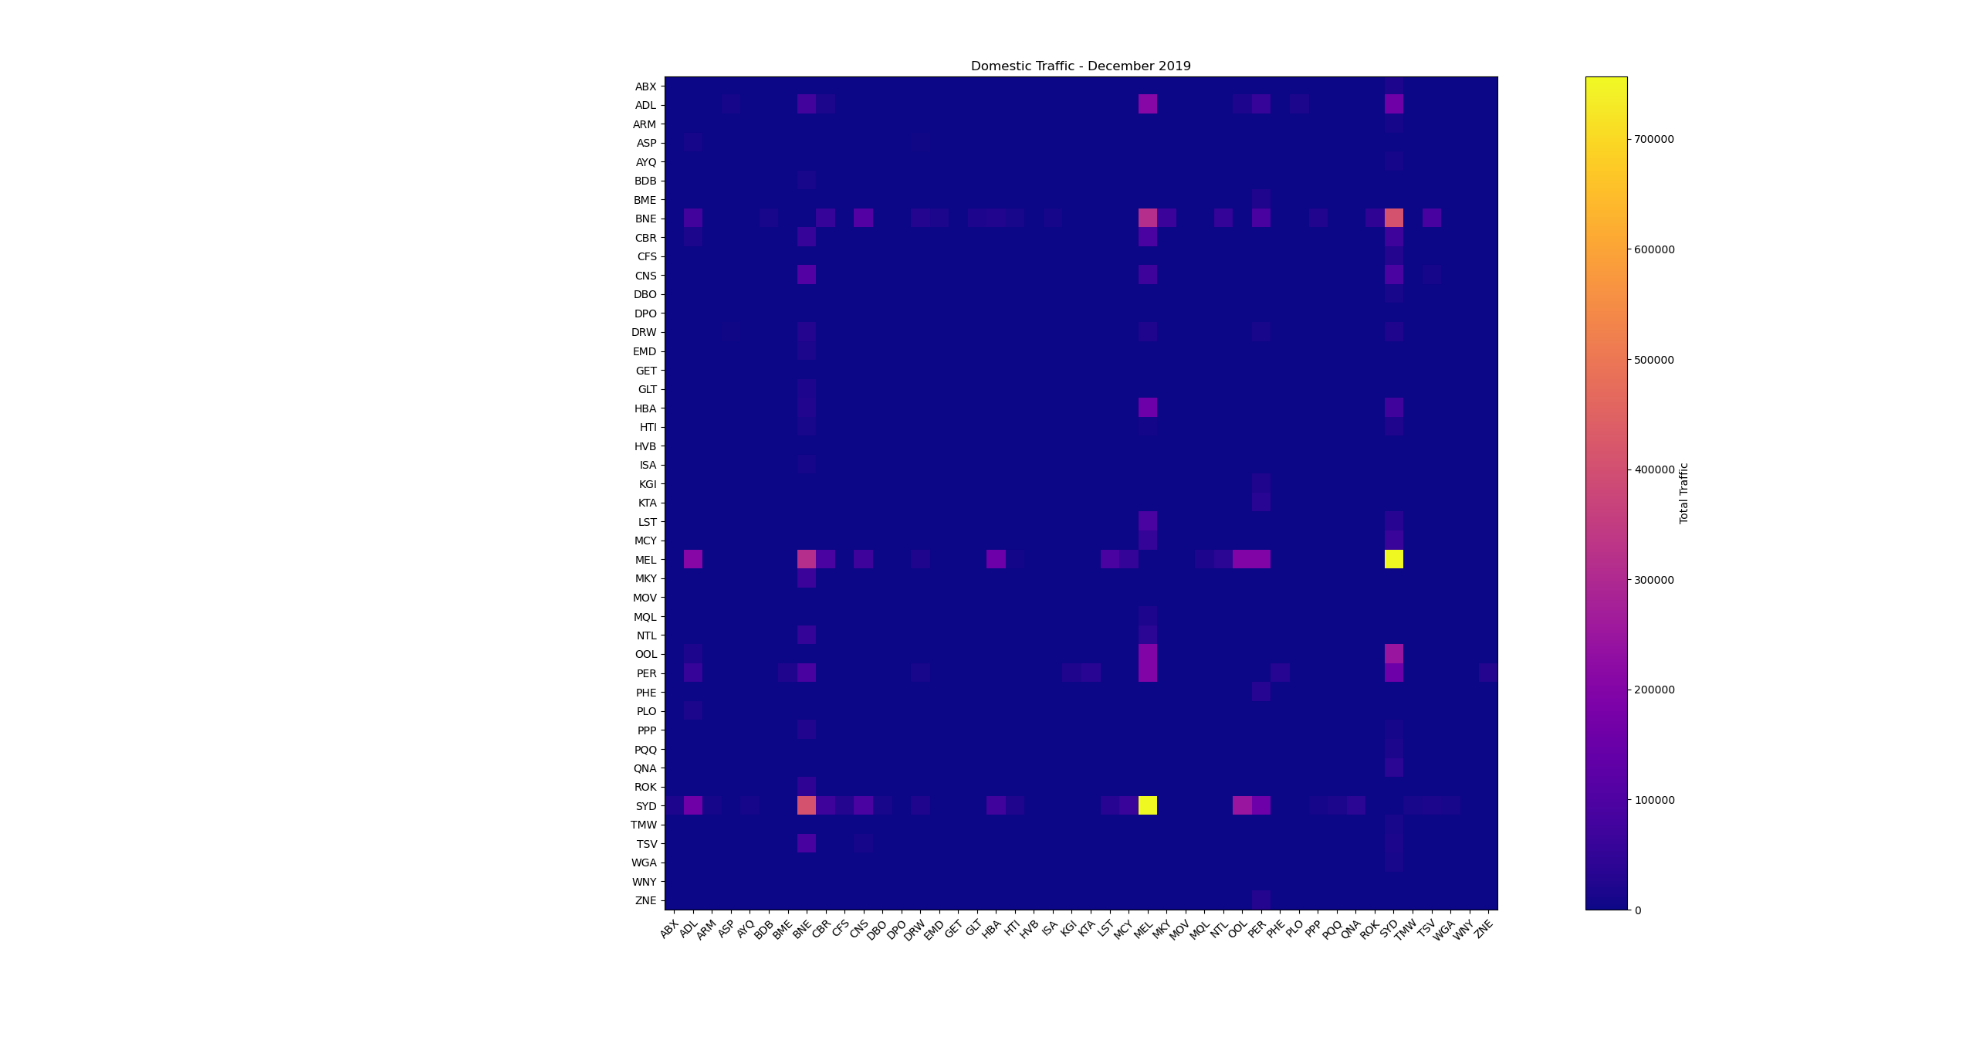 Domestic Traffic - December 2019
ABX
ADL
ARM
ASP
AYQ
BDB
BME
BNE
CBR
CFS
CNS
DBO
DPO
DRW
EMD
GET
GLT
HBA
HTI
HVB
ISA
KGI
KTA
LST
MCY
MEL
MKY
MOV
MQL
NTL
OOL
PER
PHE
PLO
PPP
PQQ
QNA
ROK
SYD
TMW
TSV
WGA
WNY
ZNE
ABX ADL ARM ASP AYQ BDB BME BNE CBR CFS CNS DBO DPO DRW EMD GET GLT HBA HTI HVB ISA KGI KTA LST MCY MEL MKY MOV MQL NTL OOL PER PHE PLO PPP PQQ QNA ROK SYD TMW TSV WGA WNY ZNE
700000
600000
500000
400000
300000
200000
100000
0
Total Traffic